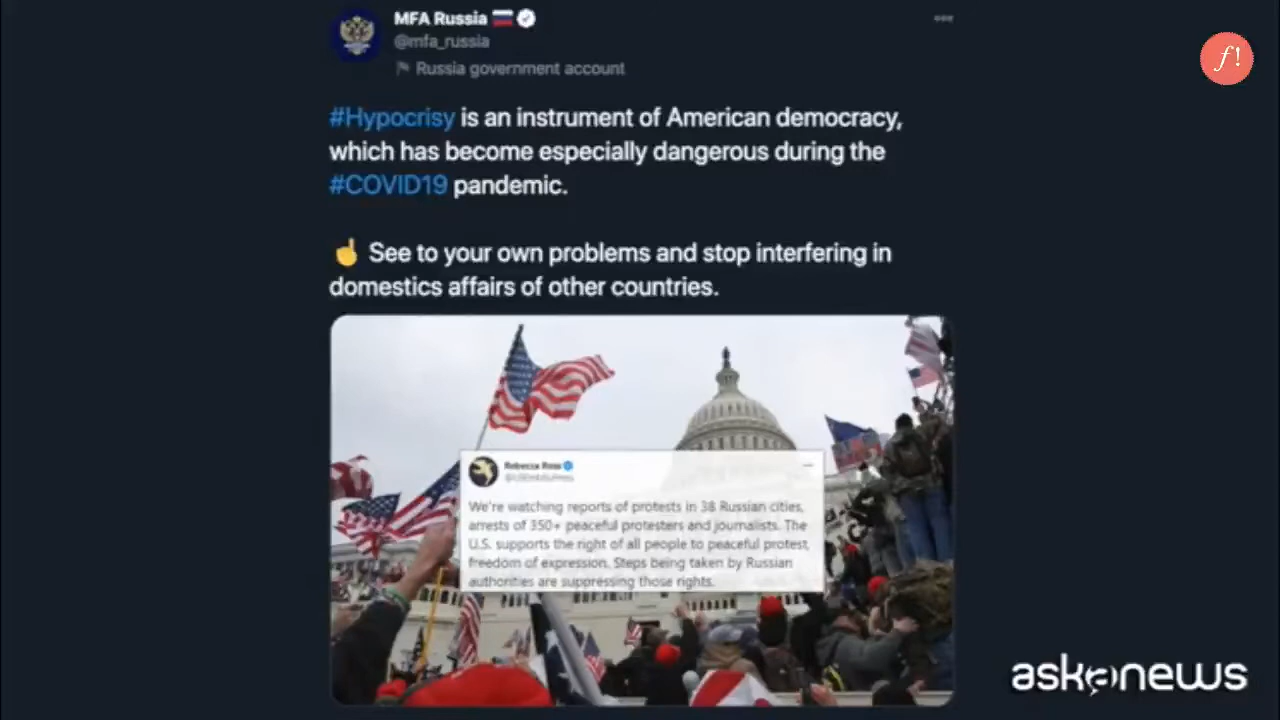 MFA Russia
@mfa_russia
Russia government account
f!
#Hypocrisy is an instrument of American democracy,
which has become especially dangerous during the
#COVID19 pandemic.
☝ See to your own problems and stop interfering in
domestics affairs of other countries.
Rebecca Ross
We're watching reports of protests in 38 Russian cities,
arrests of 350+ peaceful protesters and journalists. The
U.S. supports the right of all people to peaceful protest,
freedom of expression. Steps being taken by Russian
authorities are suppressing those rights.
askanews